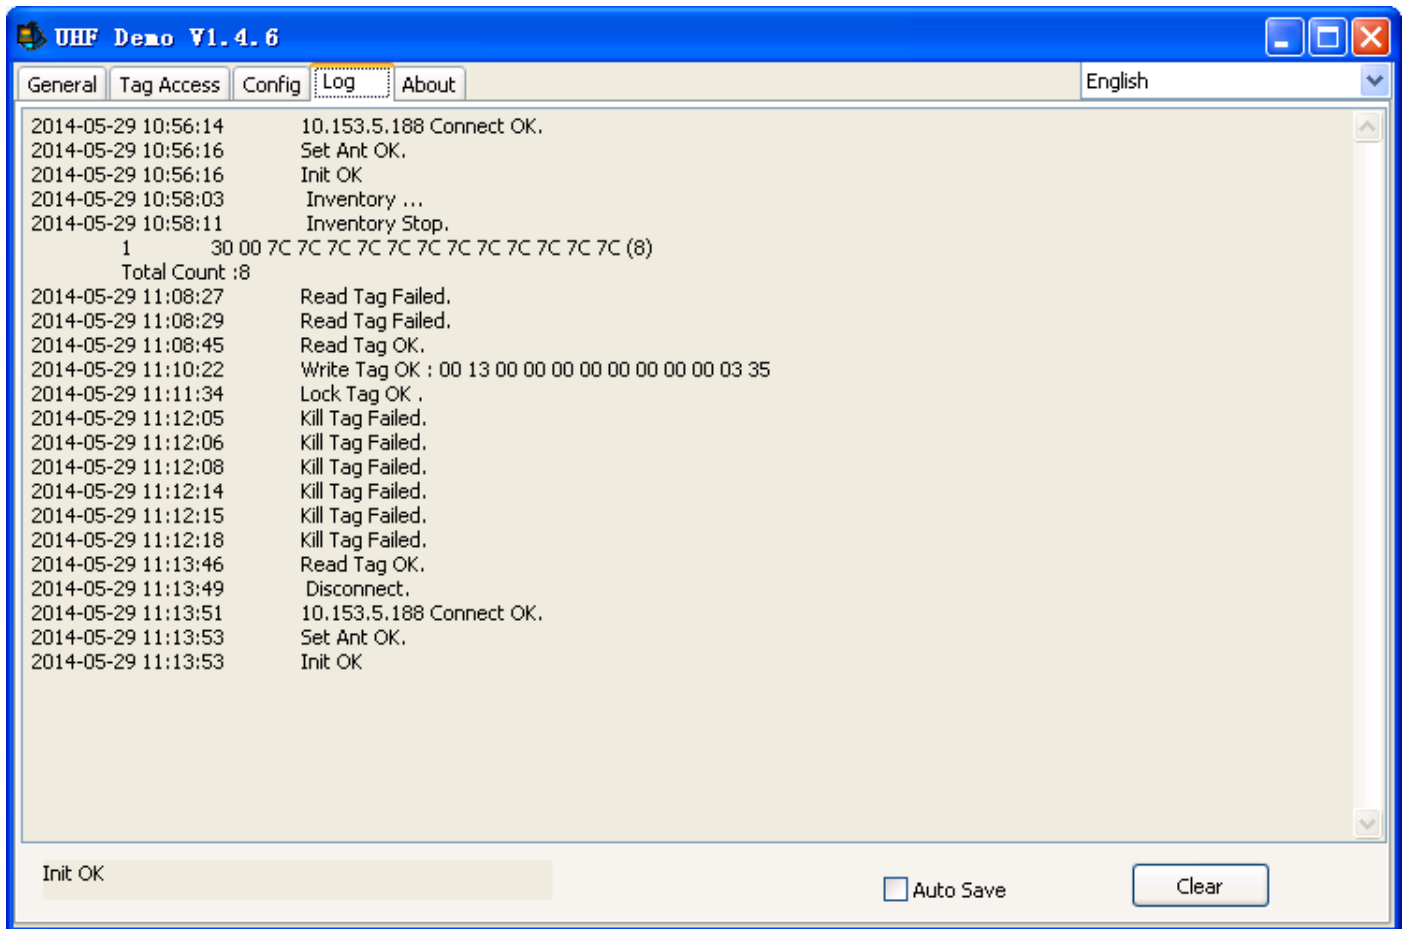 UHF Demo V1.4.6
General Tag Access Config Log About English
2014-05-29 10:56:14 10.153.5.188 Connect OK.
2014-05-29 10:56:16 Set Ant OK.
2014-05-29 10:56:16 Init OK
2014-05-29 10:58:03 Inventory ...
2014-05-29 10:58:11 Inventory Stop.
1 30 00 7C 7C 7C 7C 7C 7C 7C 7C 7C 7C 7C 7C (8)
Total Count :8
2014-05-29 11:08:27 Read Tag Failed.
2014-05-29 11:08:29 Read Tag Failed.
2014-05-29 11:08:45 Read Tag OK.
2014-05-29 11:10:22 Write Tag OK : 00 13 00 00 00 00 00 00 00 00 03 35
2014-05-29 11:11:34 Lock Tag OK .
2014-05-29 11:12:05 Kill Tag Failed.
2014-05-29 11:12:06 Kill Tag Failed.
2014-05-29 11:12:08 Kill Tag Failed.
2014-05-29 11:12:14 Kill Tag Failed.
2014-05-29 11:12:15 Kill Tag Failed.
2014-05-29 11:12:18 Kill Tag Failed.
2014-05-29 11:13:46 Read Tag OK.
2014-05-29 11:13:49 Disconnect.
2014-05-29 11:13:51 10.153.5.188 Connect OK.
2014-05-29 11:13:53 Set Ant OK.
2014-05-29 11:13:53 Init OK
Init OK Auto Save Clear